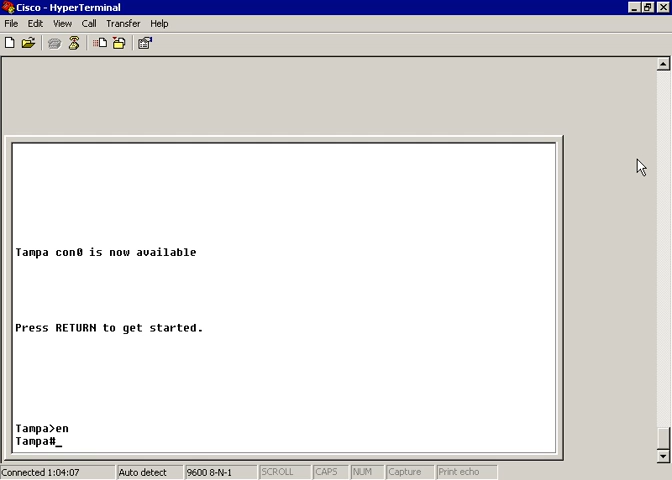 Cisco - HyperTerminal
File Edit View Call Transfer Help
Tampa con0 is now available
Press RETURN to get started.
Tampa>en
Tampa#_
Connected 1:04:07 Auto detect 9600 8-N-1 SCROLL CAPS NUM Capture Print echo